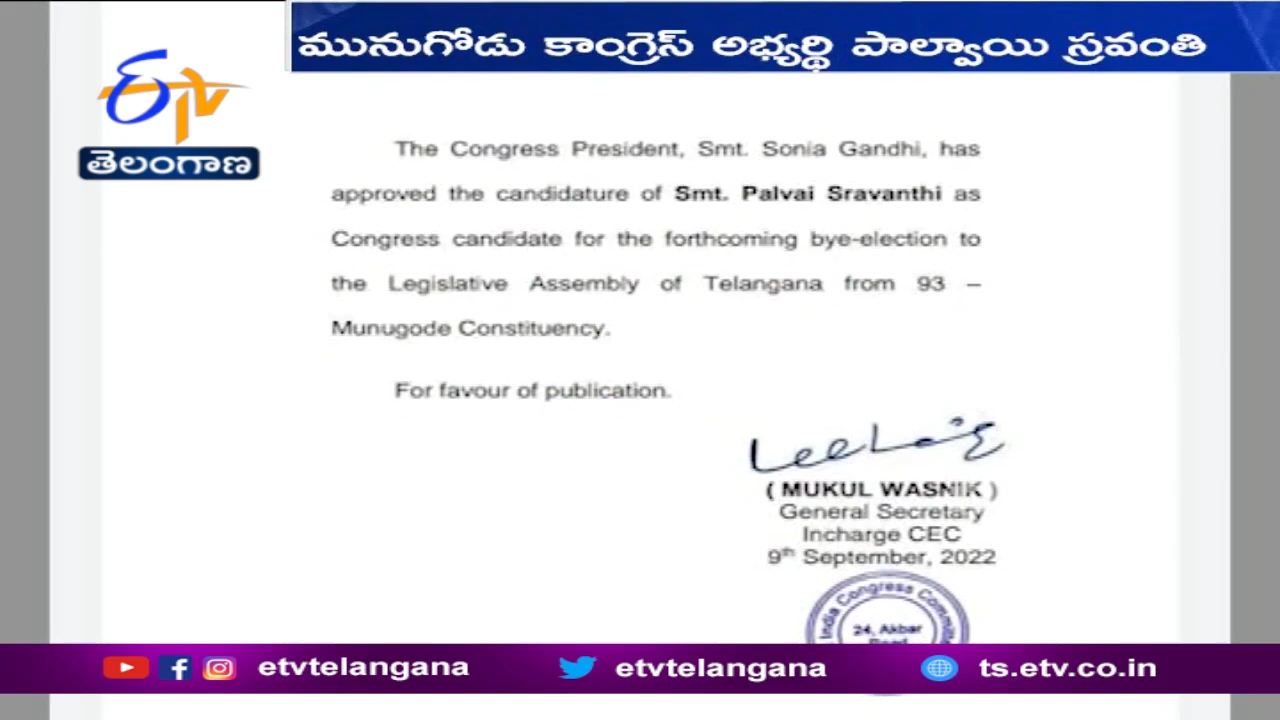 మునుగోడు కాంగ్రెస్ అభ్యర్థి పాల్వాయి స్రవంతి
ETV
తెలంగాణ
The Congress President, Smt. Sonia Gandhi, has
approved the candidature of Smt. Palvai Sravanthi as
Congress candidate for the forthcoming bye-election to
the Legislative Assembly of Telangana from 93 –
Munugode Constituency.
For favour of publication.
( MUKUL WASNIK )
General Secretary
Incharge CEC
9th September, 2022
India Congress Committee
24, Akbar
etvtelangana
etvtelangana
ts.etv.co.in